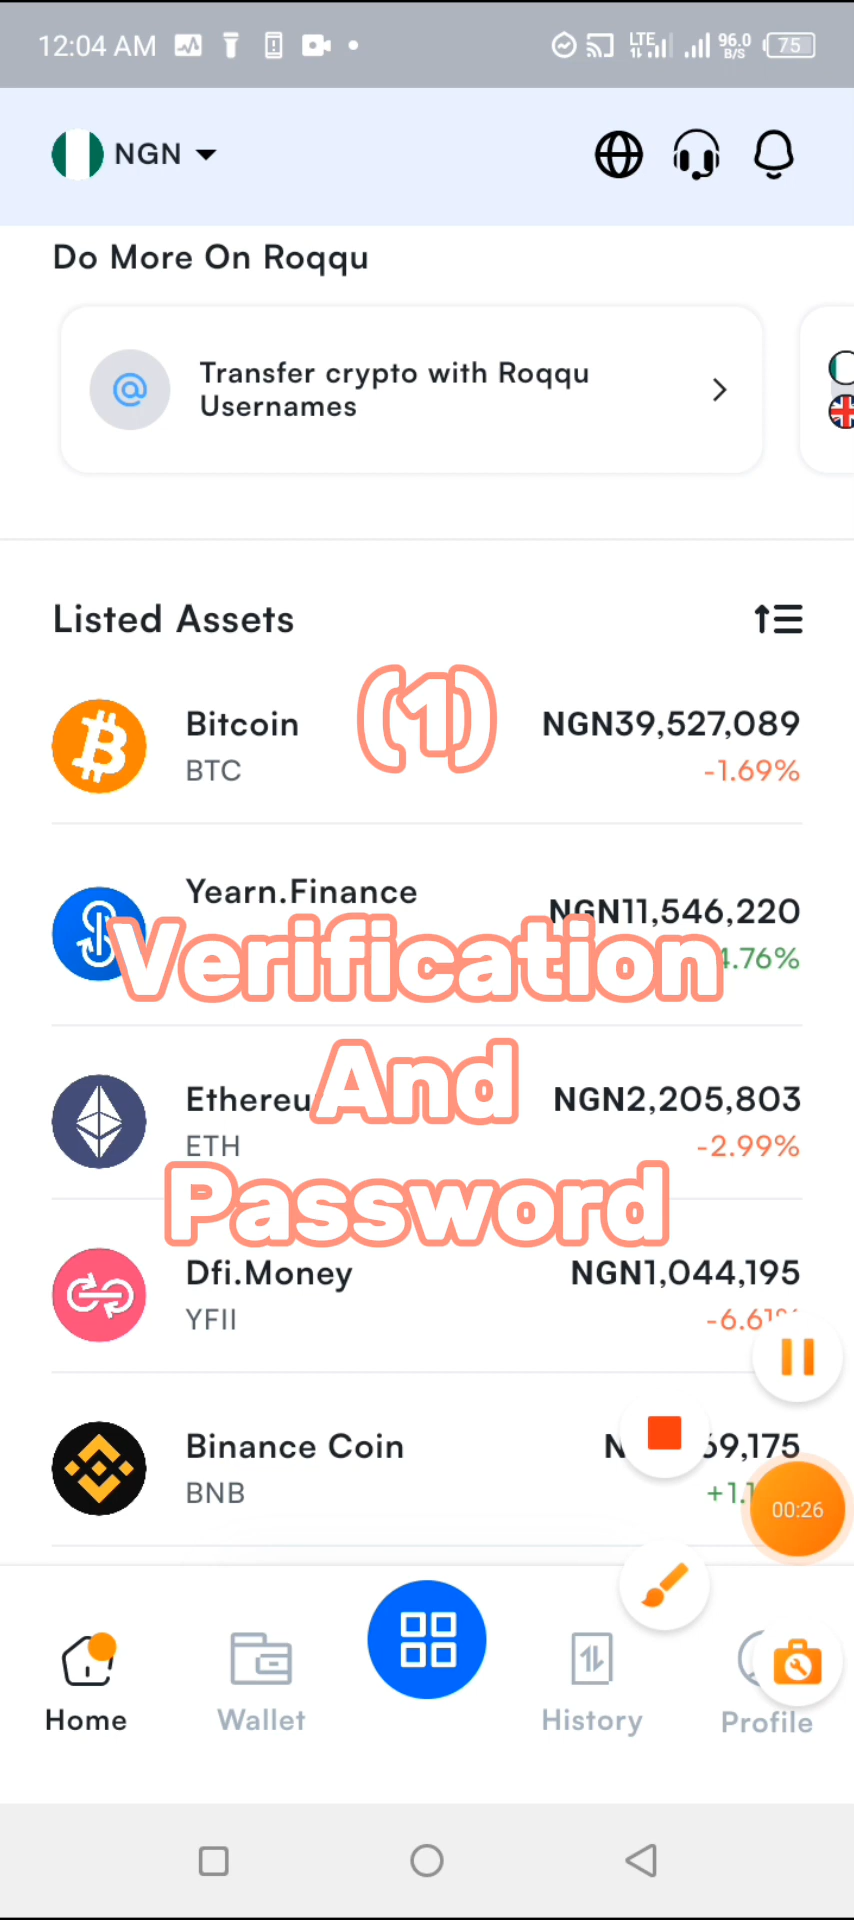 12:04 AM LTE 96.0 B/S 75
NGN
Do More On Roqqu
Transfer crypto with Roqqu
Usernames
Listed Assets
(1)
Bitcoin NGN39,527,089
BTC -1.69%
Yearn.Finance
NGN11,546,220
4.76%
Verification
And
Password
Ethereu NGN2,205,803
ETH -2.99%
Dfi.Money NGN1,044,195
YFII -6.61%
Binance Coin 69,175
BNB +1.1
00:26
Home Wallet History Profile